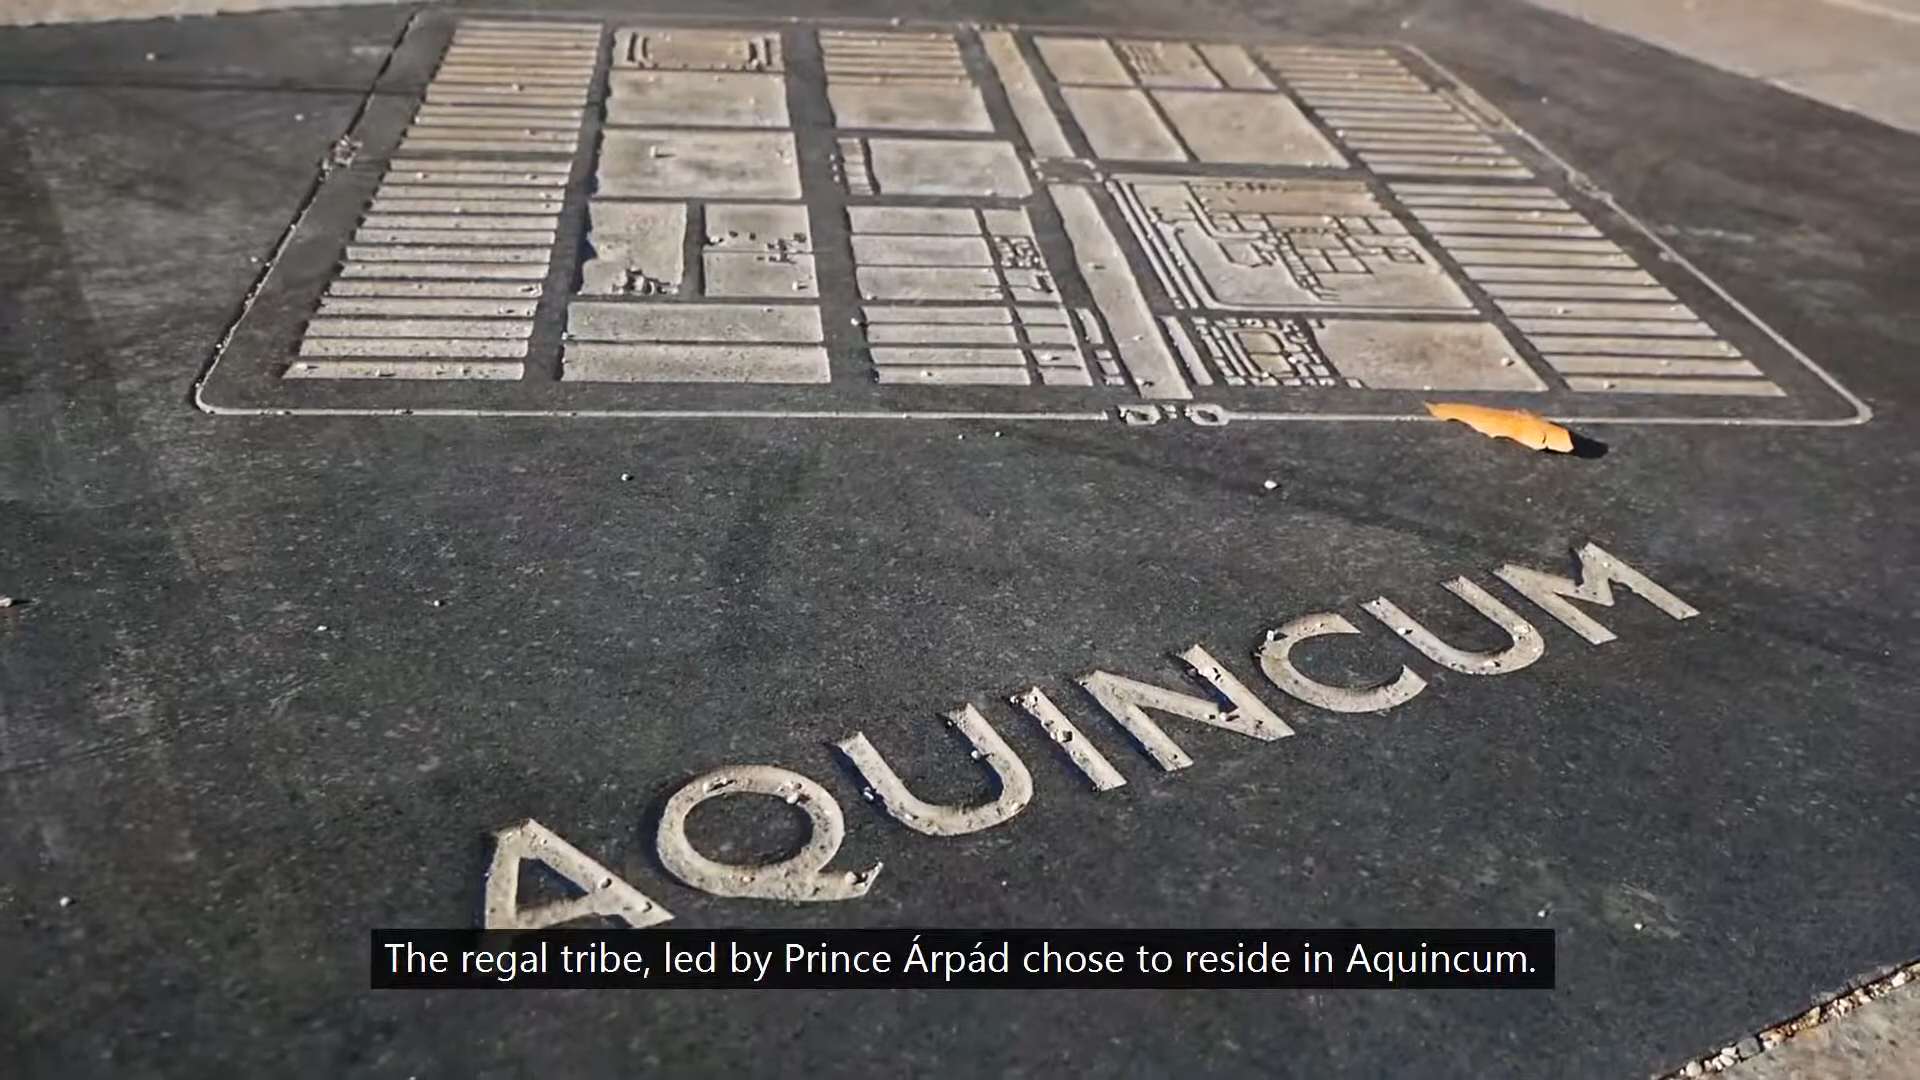 AQUINCUM
The regal tribe, led by Prince Árpád chose to reside in Aquincum.